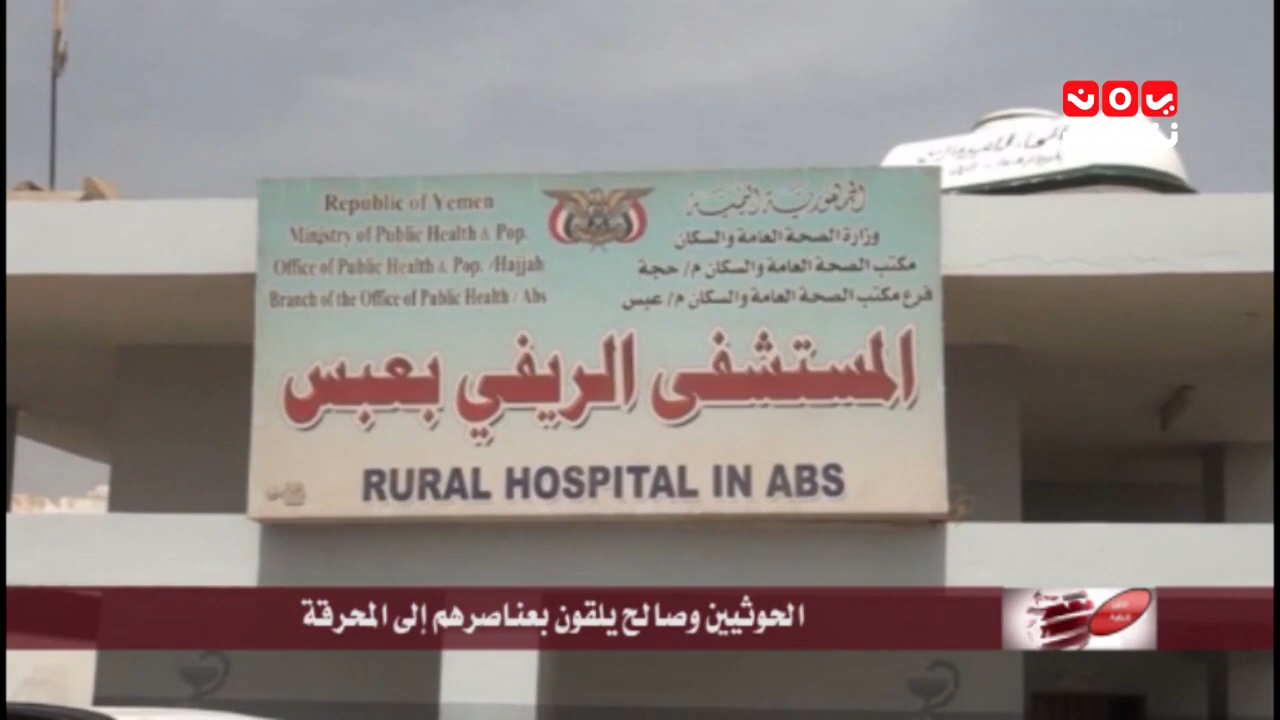 يمن
Republic of Yemen
Ministry of Public Health & Pop.
Office of Public Health & Pop. /Hajjah
Branch of the Office of Public Health / Abs
الجمهورية اليمنية
وزارة الصحة العامة والسكان
مكتب الصحة العامة والسكان م/ حجة
فرع مكتب الصحة العامة والسكان م/ عبس
المستشفى الريفي بعبس
RURAL HOSPITAL IN ABS
الحوثيين وصالح يلقون بعناصرهم إلى المحرقة